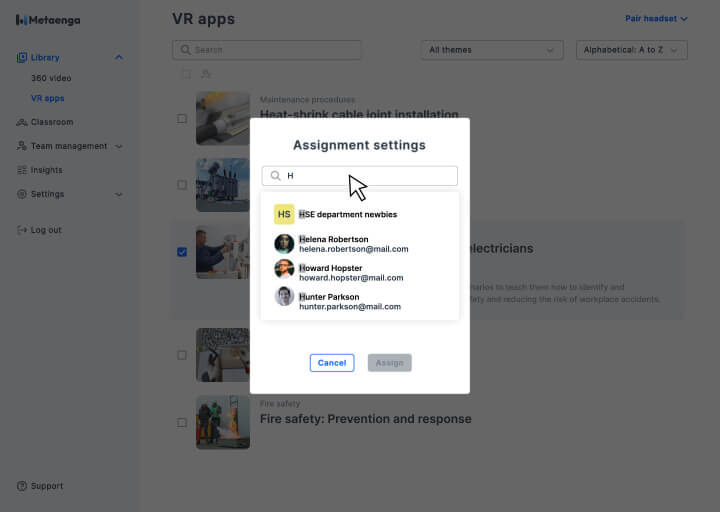 Metaenga
Library
360 video
VR apps
Classroom
Team management
Insights
Settings
Log out
Support
VR apps
Pair headset
Search
All themes
Alphabetical: A to Z
Maintenance procedures
Heat-shrink cable joint installation
electricians
narios to teach them how to identify and
fety and reducing the risk of workplace accidents.
Fire safety
Fire safety: Prevention and response
Assignment settings
H
HS
HSE department newbies
Helena Robertson
helena.robertson@mail.com
Howard Hopster
howard.hopster@mail.com
Hunter Parkson
hunter.parkson@mail.com
Cancel
Assign